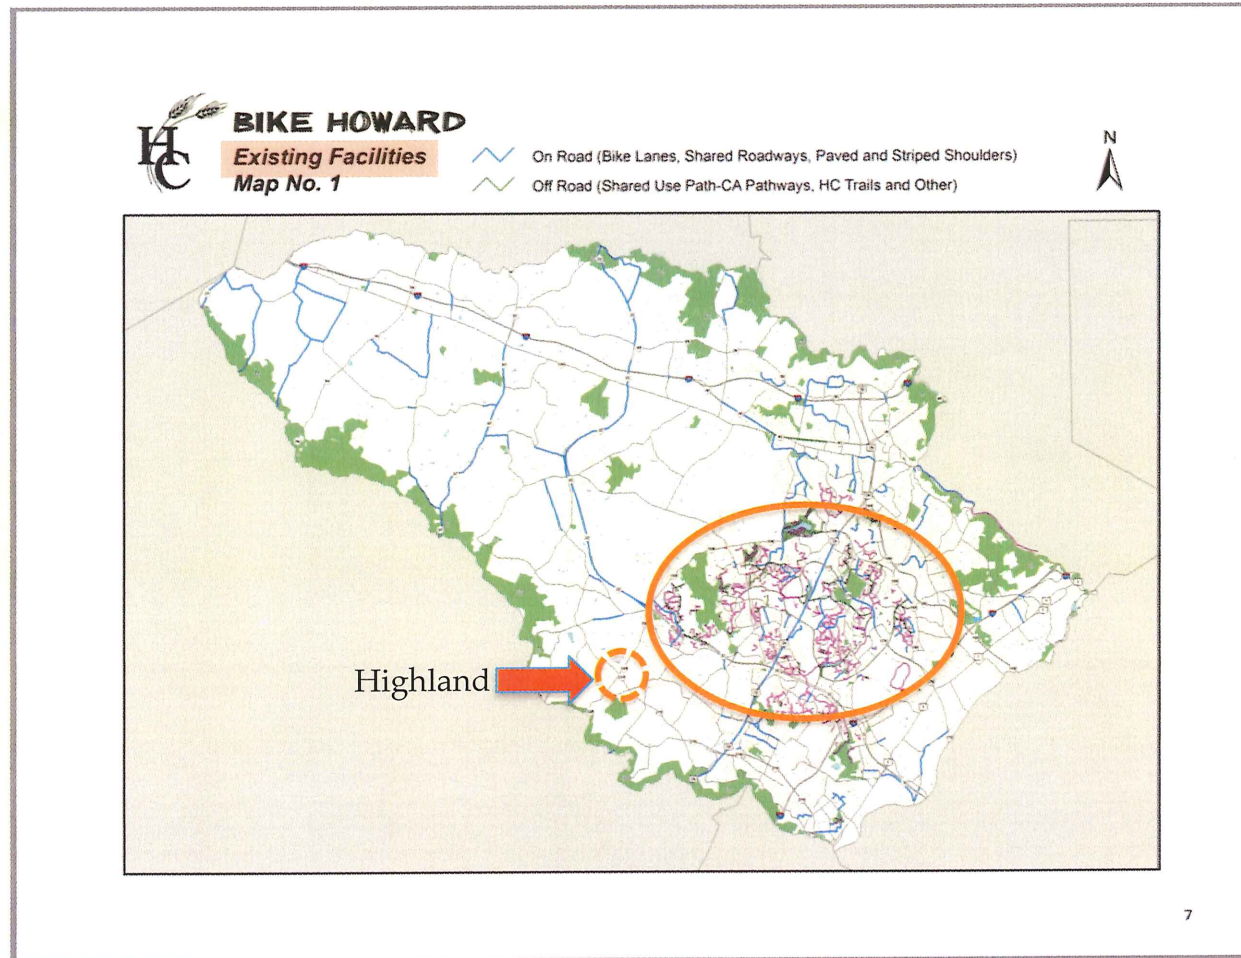 HC
BIKE HOWARD
Existing Facilities
Map No. 1
On Road (Bike Lanes, Shared Roadways, Paved and Striped Shoulders)
Off Road (Shared Use Path-CA Pathways, HC Trails and Other)
N
Highland
7